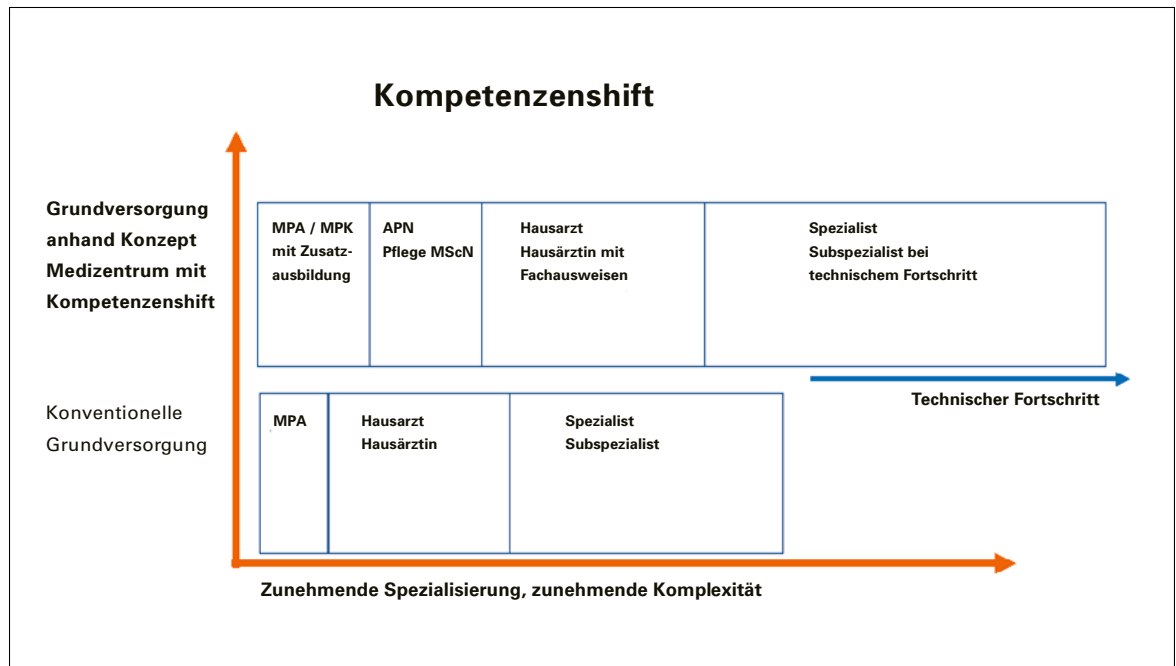 Kompetenzenshift
Grundversorgung
anhand Konzept
Medizentrum mit
Kompetenzenshift
MPA / MPK
mit Zusatz-
ausbildung
APN
Pflege MScN
Hausarzt
Hausärztin mit
Fachausweisen
Spezialist
Subspezialist bei
technischem Fortschritt
Technischer Fortschritt
Konventionelle
Grundversorgung
MPA
Hausarzt
Hausärztin
Spezialist
Subspezialist
Zunehmende Spezialisierung, zunehmende Komplexität